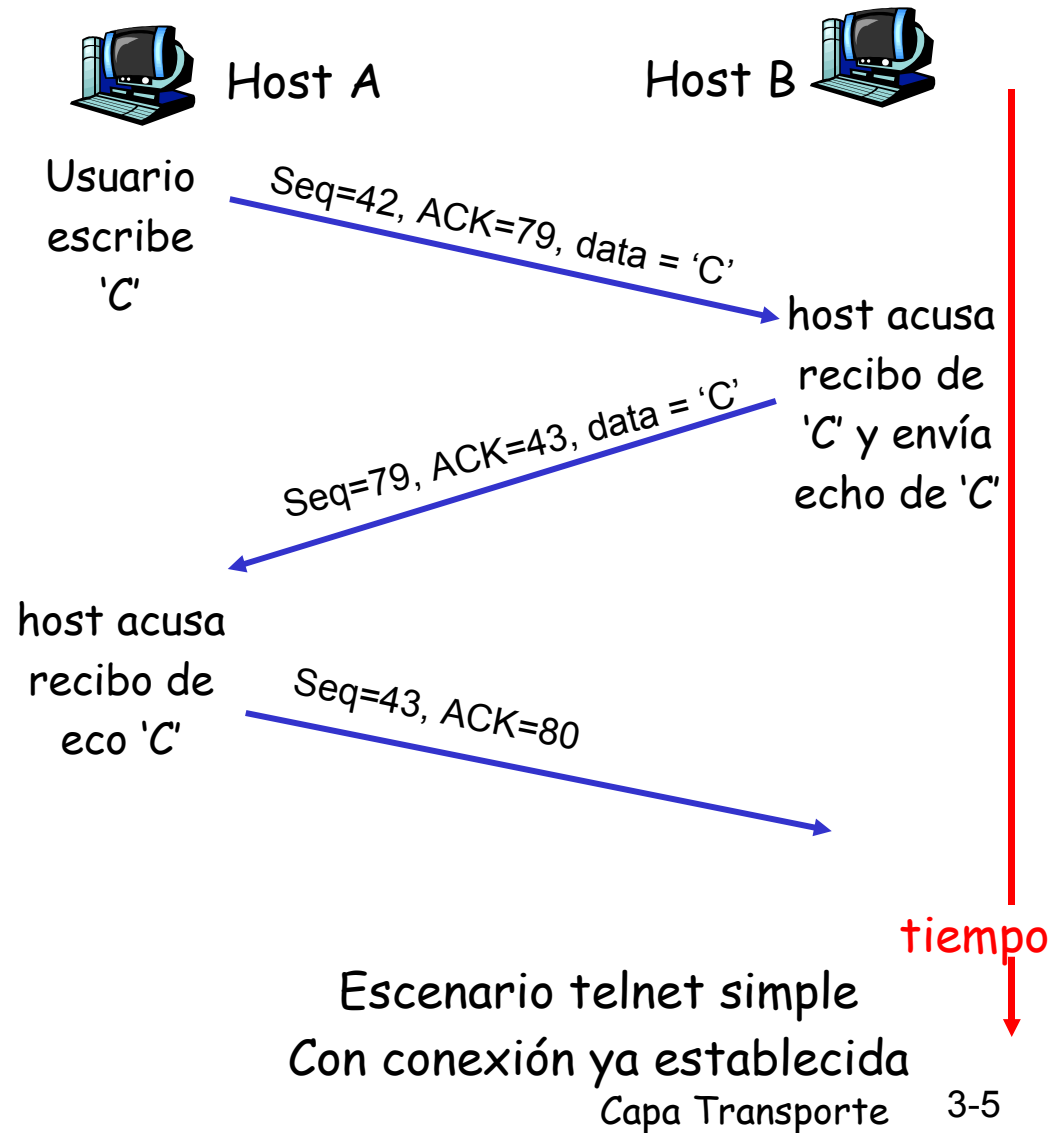 Host A
Host B
Usuario
escribe
‘C’
Seq=42, ACK=79, data = ‘C’
host acusa
recibo de
‘C’ y envía
echo de ‘C’
Seq=79, ACK=43, data = ‘C’
host acusa
recibo de
eco ‘C’
Seq=43, ACK=80
tiempo
Escenario telnet simple
Con conexión ya establecida
Capa Transporte
3-5